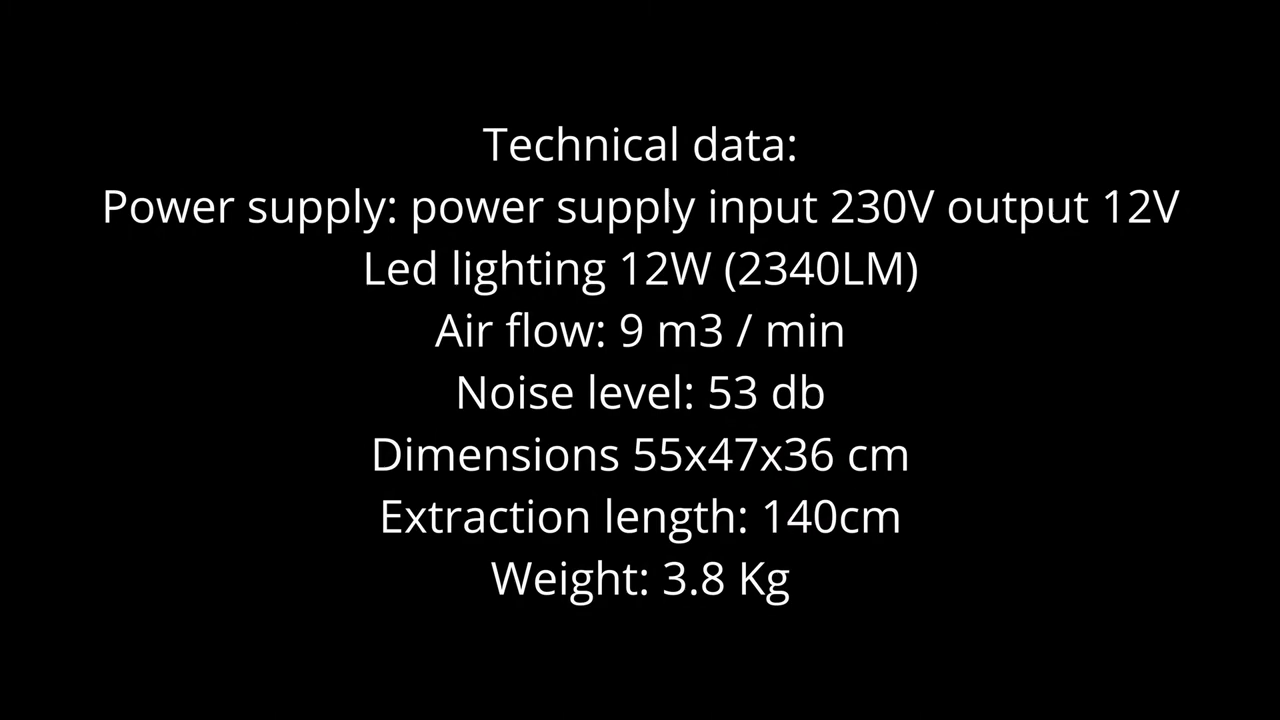 Technical data:
Power supply: power supply input 230V output 12V
Led lighting 12W (2340LM)
Air flow: 9 m3 / min
Noise level: 53 db
Dimensions 55x47x36 cm
Extraction length: 140cm
Weight: 3.8 Kg